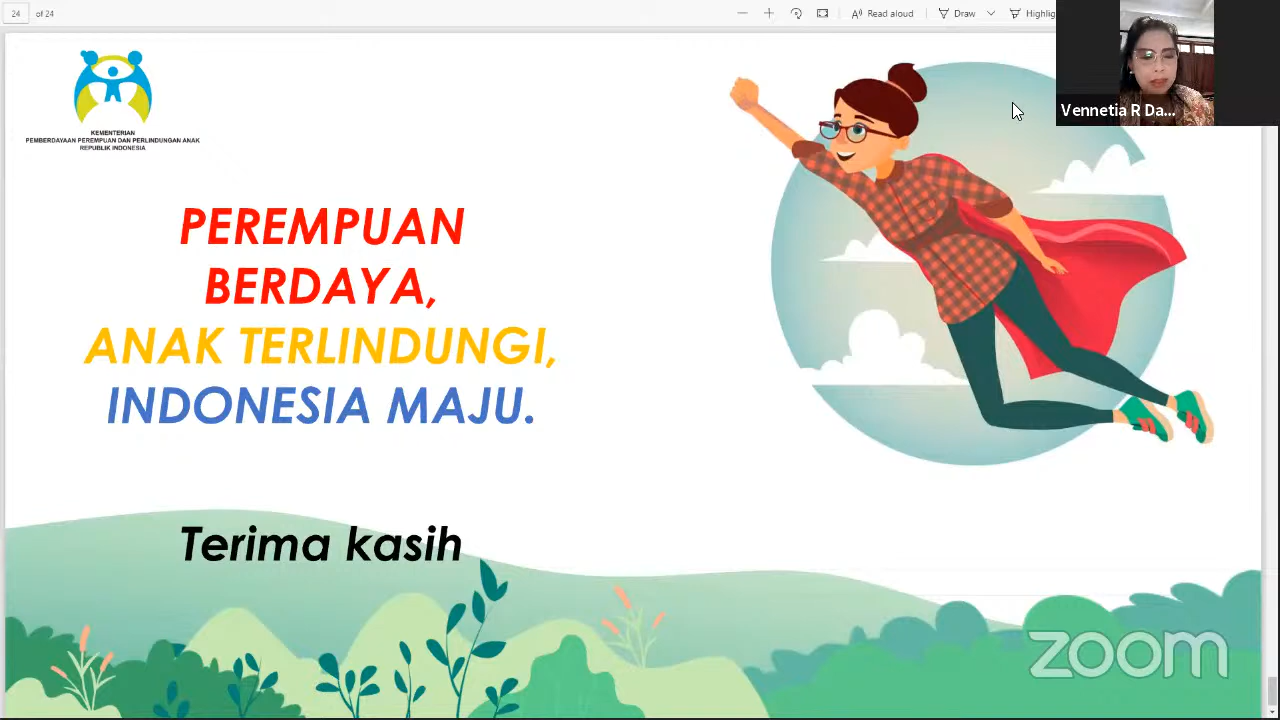 24 of 24
Read aloud
Draw
Highlig
Vennetia R Da...
KEMENTERIAN
PEMBERDAYAAN PEREMPUAN DAN PERLINDUNGAN ANAK
REPUBLIK INDONESIA
PEREMPUAN
BERDAYA,
ANAK TERLINDUNGI,
INDONESIA MAJU.
Terima kasih
zoom